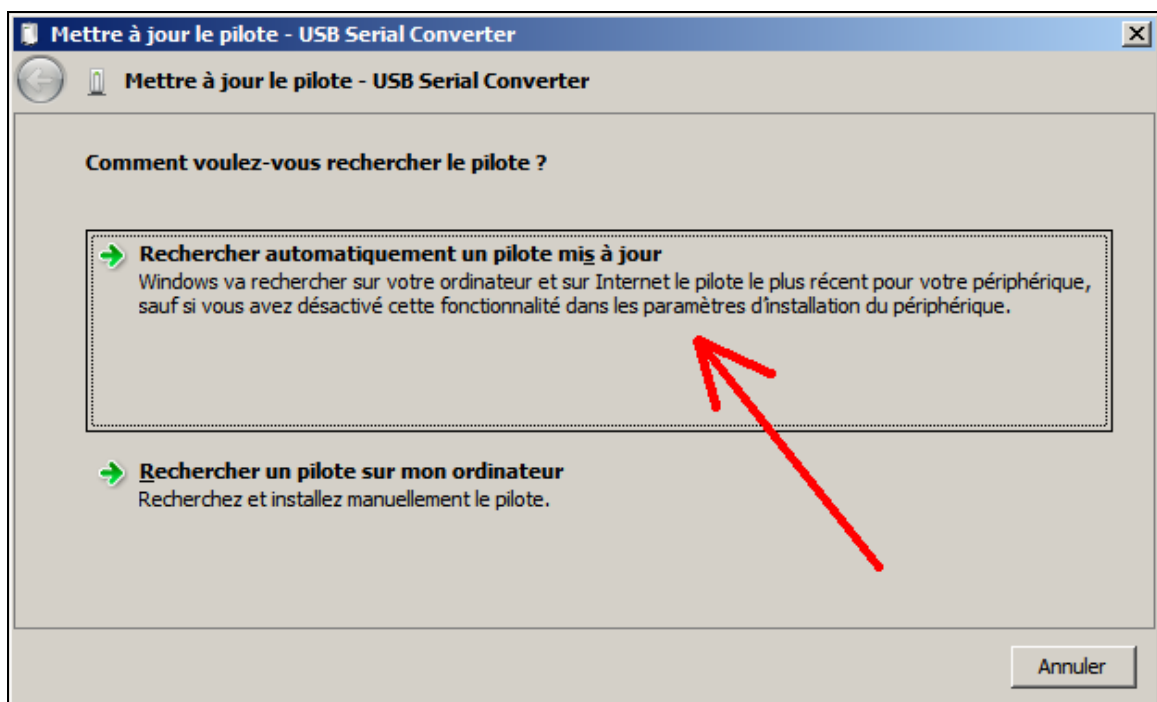 Mettre à jour le pilote - USB Serial Converter
Mettre à jour le pilote - USB Serial Converter
Comment voulez-vous rechercher le pilote ?
Rechercher automatiquement un pilote mis à jour
Windows va rechercher sur votre ordinateur et sur Internet le pilote le plus récent pour votre périphérique,
sauf si vous avez désactivé cette fonctionnalité dans les paramètres d'installation du périphérique.
Rechercher un pilote sur mon ordinateur
Recherchez et installez manuellement le pilote.
Annuler